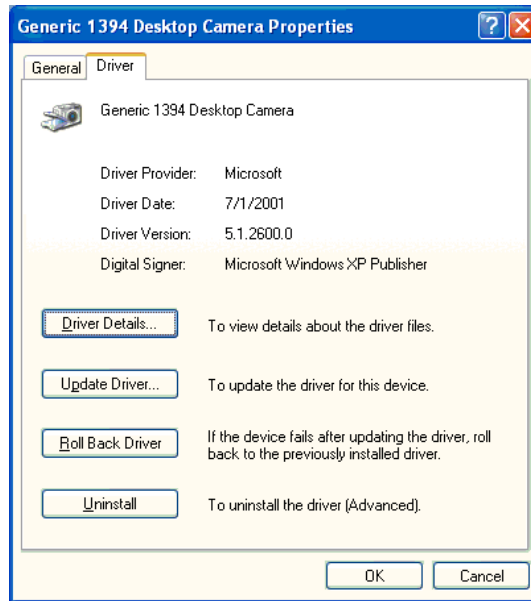 Generic 1394 Desktop Camera Properties
General Driver
Generic 1394 Desktop Camera
Driver Provider: Microsoft
Driver Date: 7/1/2001
Driver Version: 5.1.2600.0
Digital Signer: Microsoft Windows XP Publisher
Driver Details... To view details about the driver files.
Update Driver... To update the driver for this device.
Roll Back Driver If the device fails after updating the driver, roll
back to the previously installed driver.
Uninstall To uninstall the driver (Advanced).
OK Cancel